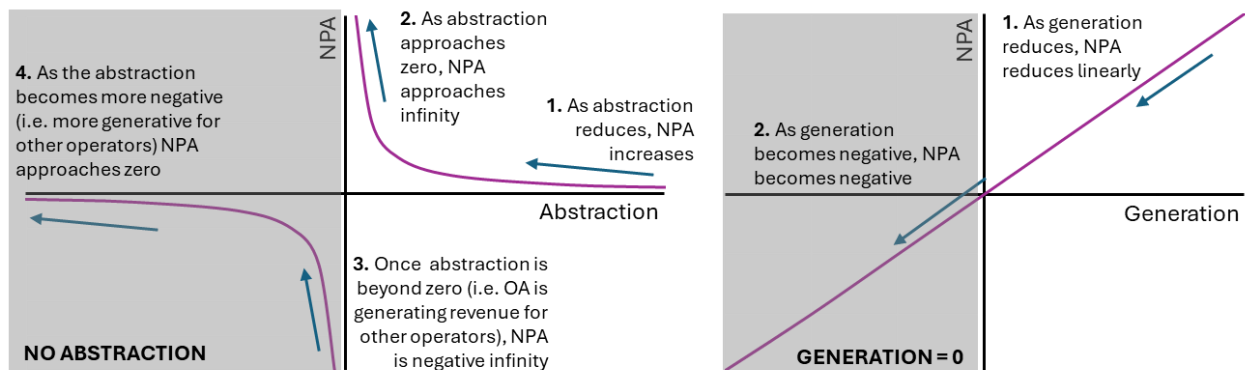 NPA
2. As abstraction
approaches
zero, NPA
approaches
infinity
4. As the abstraction
becomes more negative
(i.e. more generative for
other operators) NPA
approaches zero
1. As abstraction
reduces, NPA
increases
Abstraction
3. Once abstraction is
beyond zero (i.e. OA is
generating revenue for
other operators), NPA
is negative infinity
NO ABSTRACTION
NPA
1. As generation
reduces, NPA
reduces linearly
2. As generation
becomes negative, NPA
becomes negative
Generation
GENERATION = 0